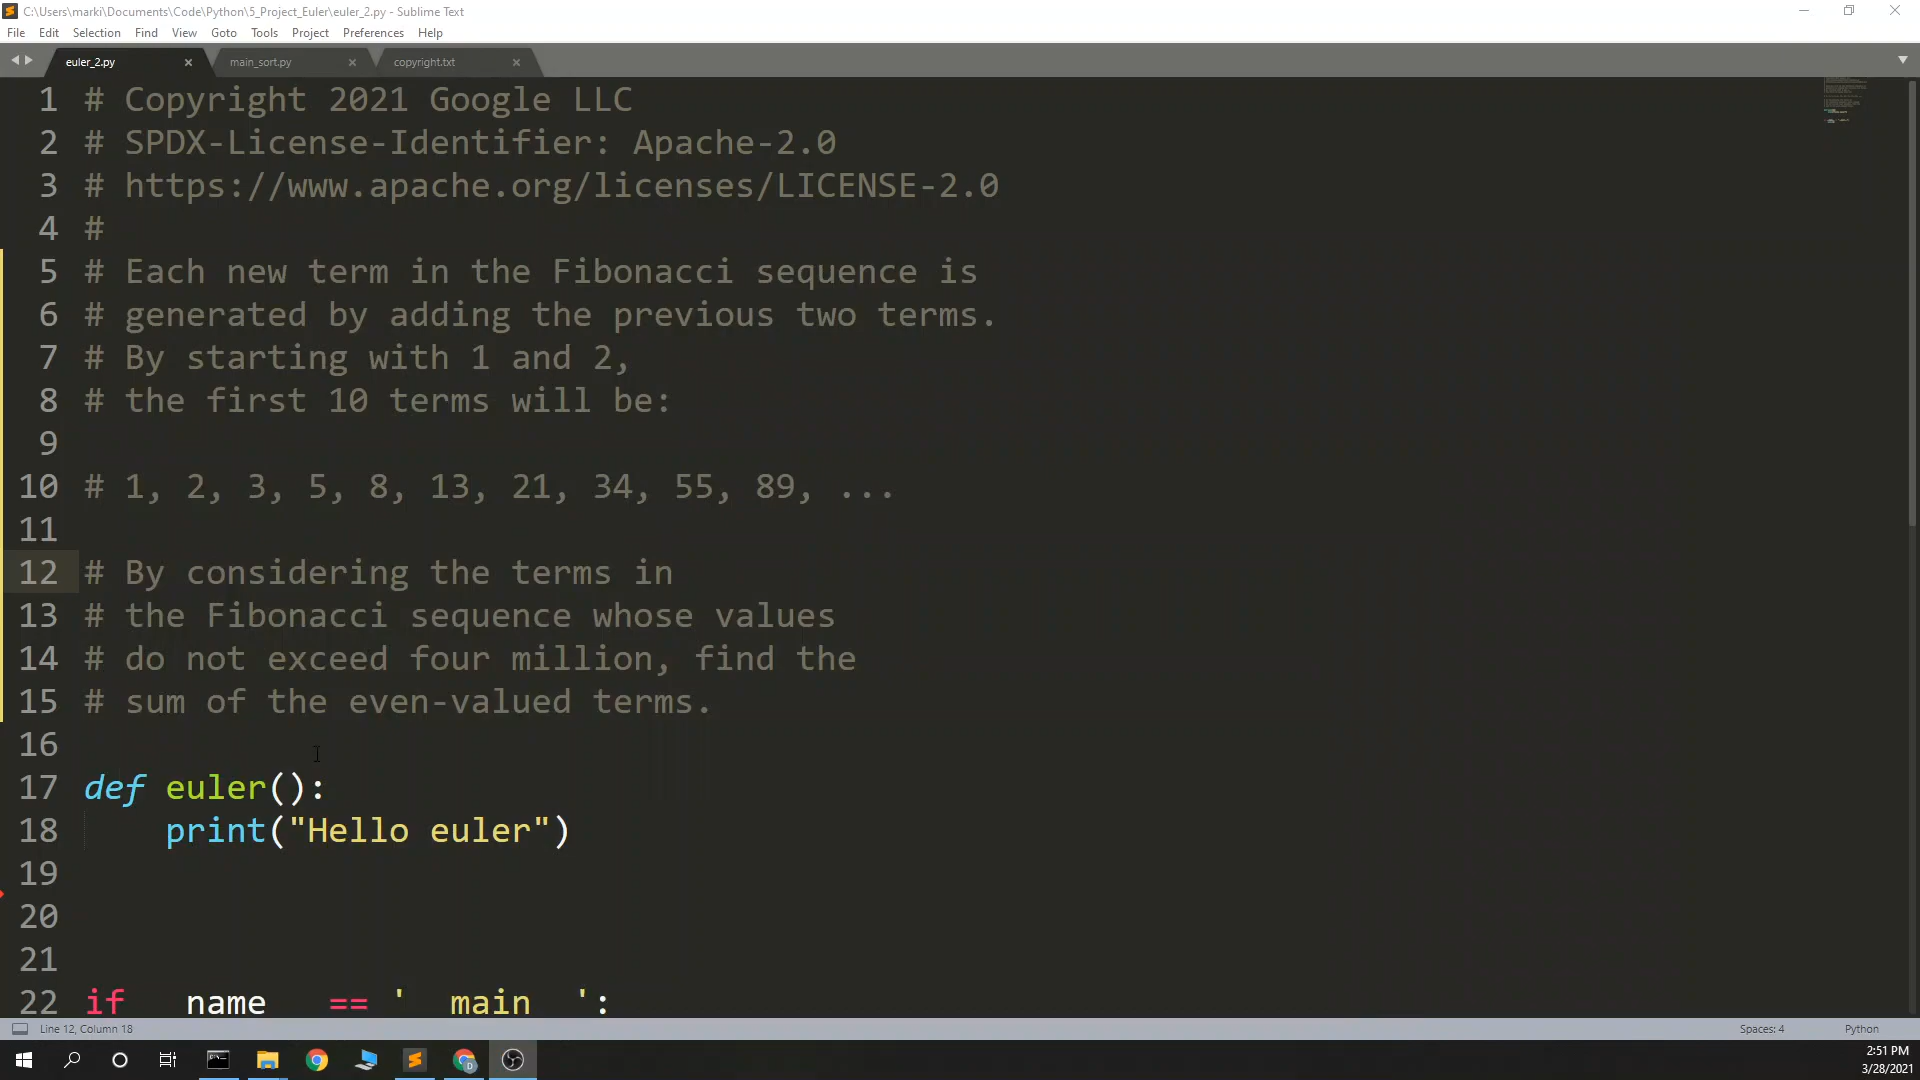 C:\Users\marki\Documents\Code\Python\5_Project_Euler\euler_2.py - Sublime Text
File Edit Selection Find View Goto Tools Project Preferences Help
euler_2.py main_sort.py copyright.txt
1 # Copyright 2021 Google LLC
2 # SPDX-License-Identifier: Apache-2.0
3 # https://www.apache.org/licenses/LICENSE-2.0
4 #
5 # Each new term in the Fibonacci sequence is
6 # generated by adding the previous two terms.
7 # By starting with 1 and 2,
8 # the first 10 terms will be:
9
10 # 1, 2, 3, 5, 8, 13, 21, 34, 55, 89, ...
11
12 # By considering the terms in
13 # the Fibonacci sequence whose values
14 # do not exceed four million, find the
15 # sum of the even-valued terms.
16
17 def euler():
18     print("Hello euler")
19
20
21
22 if __name__ == '__main__':
Line 12, Column 18 Spaces: 4 Python
2:51 PM
3/28/2021